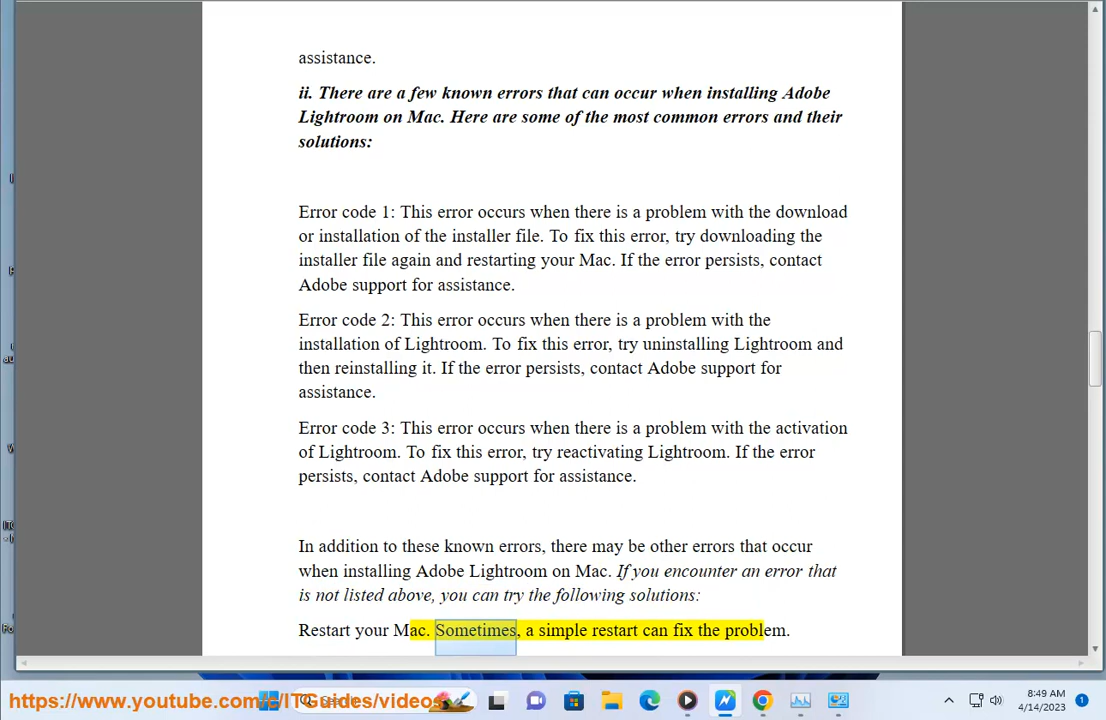 assistance.
ii. There are a few known errors that can occur when installing Adobe
Lightroom on Mac. Here are some of the most common errors and their
solutions:
Error code 1: This error occurs when there is a problem with the download
or installation of the installer file. To fix this error, try downloading the
installer file again and restarting your Mac. If the error persists, contact
Adobe support for assistance.
Error code 2: This error occurs when there is a problem with the
installation of Lightroom. To fix this error, try uninstalling Lightroom and
then reinstalling it. If the error persists, contact Adobe support for
assistance.
Error code 3: This error occurs when there is a problem with the activation
of Lightroom. To fix this error, try reactivating Lightroom. If the error
persists, contact Adobe support for assistance.
In addition to these known errors, there may be other errors that occur
when installing Adobe Lightroom on Mac. If you encounter an error that
is not listed above, you can try the following solutions:
Restart your Mac. Sometimes, a simple restart can fix the problem.
https://www.youtube.com/c/ITGuides/videos
8:49 AM
4/14/2023
1